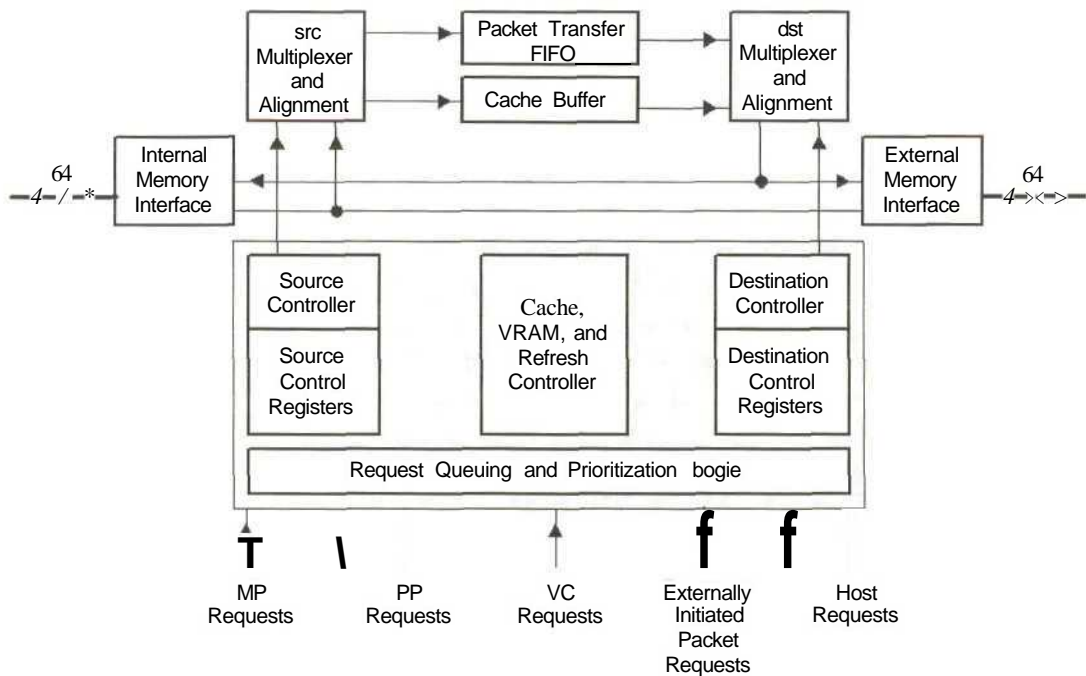 src
Multiplexer
and
Alignment
Packet Transfer
FIFO
Cache Buffer
dst
Multiplexer
and
Alignment
64
4-/-*
Internal
Memory
Interface
External
Memory
Interface
64
4-><>
Source
Controller
Source
Control
Registers
Cache,
VRAM, and
Refresh
Controller
Destination
Controller
Destination
Control
Registers
Request Queuing and Prioritization bogie
T
\
f
f
MP
Requests
PP
Requests
VC
Requests
Externally
Initiated
Packet
Requests
Host
Requests